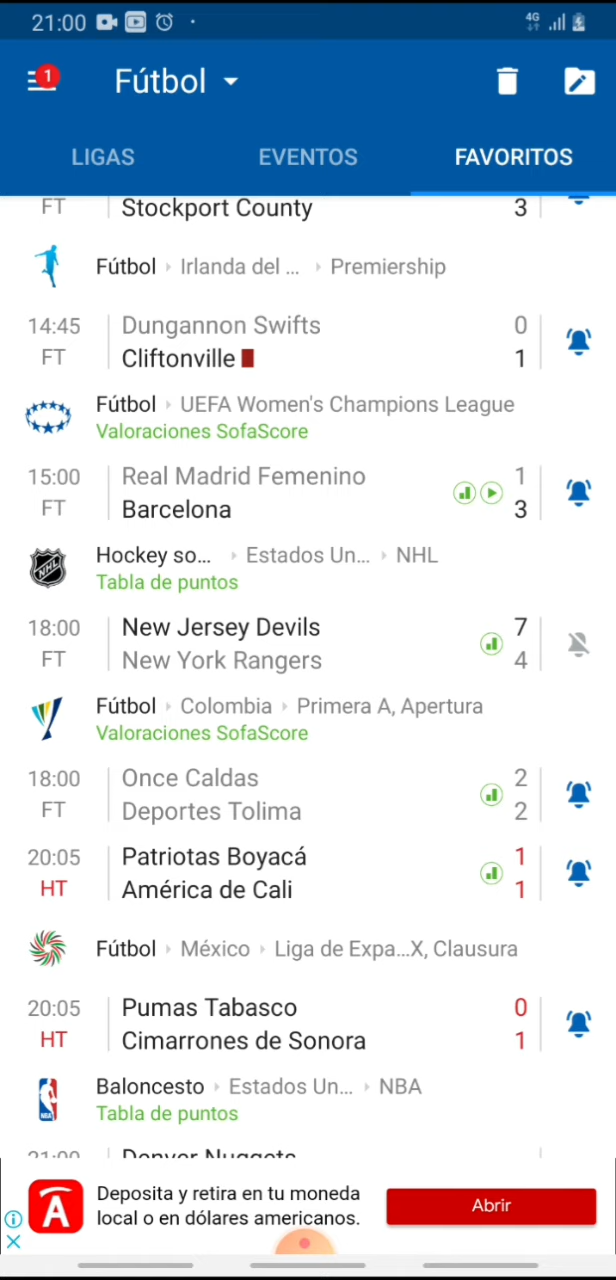 21:00
4G
1
Fútbol
LIGAS EVENTOS FAVORITOS
FT Stockport County 3
Fútbol Irlanda del ... Premiership
14:45 Dungannon Swifts 0
FT Cliftonville 1
Fútbol UEFA Women's Champions League
Valoraciones SofaScore
15:00 Real Madrid Femenino 1
FT Barcelona 3
NHL
Hockey so... Estados Un... NHL
Tabla de puntos
18:00 New Jersey Devils 7
FT New York Rangers 4
Fútbol Colombia Primera A, Apertura
Valoraciones SofaScore
18:00 Once Caldas 2
FT Deportes Tolima 2
20:05 Patriotas Boyacá 1
HT América de Cali 1
Fútbol México Liga de Expa...X, Clausura
20:05 Pumas Tabasco 0
HT Cimarrones de Sonora 1
NBA
Baloncesto Estados Un... NBA
Tabla de puntos
21:00 Denver Nuggets
A
Deposita y retira en tu moneda
local o en dólares americanos.
Abrir